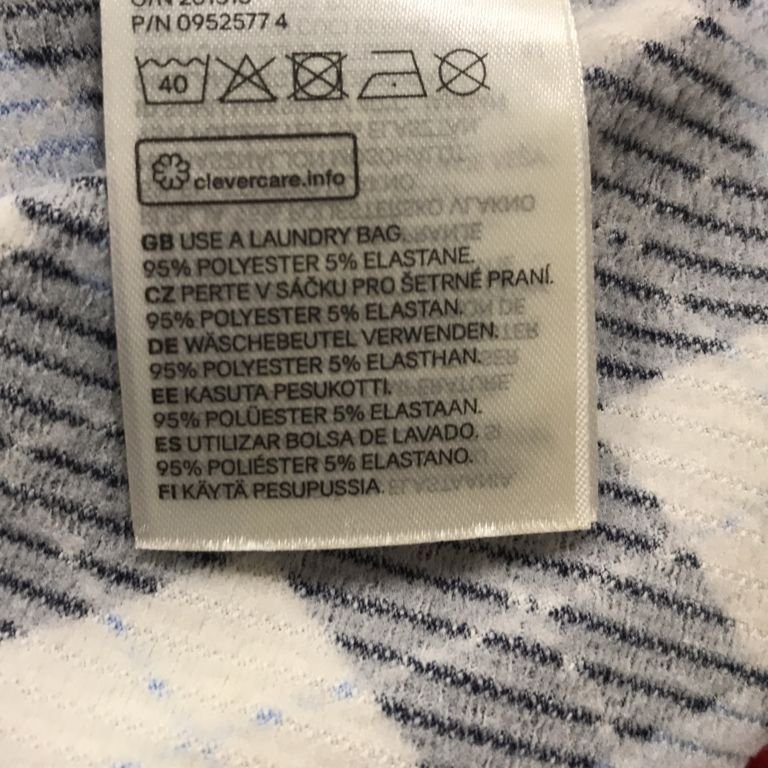 P/N 0952577 4
40
clevercare.info
GB USE A LAUNDRY BAG.
95% POLYESTER 5% ELASTANE.
CZ PERTE V SÁČKU PRO ŠETRNÉ PRANÍ.
95% POLYESTER 5% ELASTAN.
DE WÄSCHEBEUTEL VERWENDEN.
95% POLYESTER 5% ELASTHAN.
EE KASUTA PESUKOTTI.
95% POLÜESTER 5% ELASTAAN.
ES UTILIZAR BOLSA DE LAVADO.
95% POLIÉSTER 5% ELASTANO.
FI KÄYTÄ PESUPUSSIA.